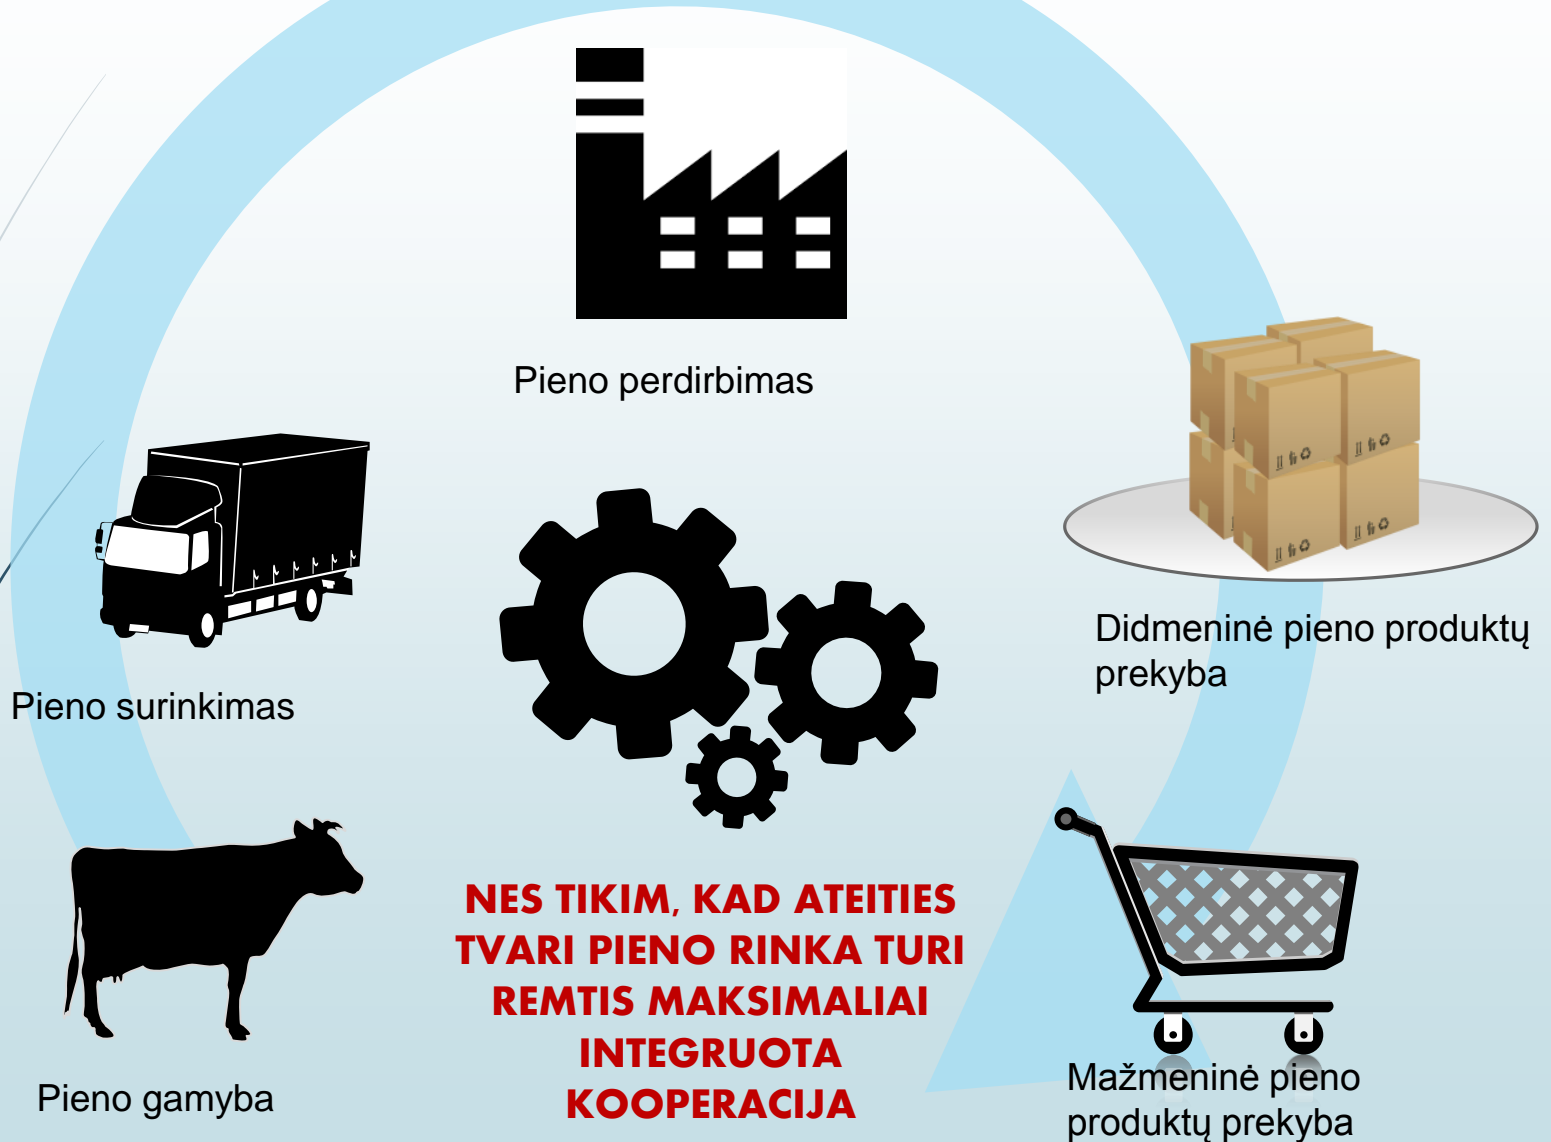 Pieno perdirbimas
Didmeninė pieno produktų
prekyba
Pieno surinkimas
NES TIKIM, KAD ATEITIES
TVARI PIENO RINKA TURI
REMTIS MAKSIMALIAI
INTEGRUOTA
KOOPERACIJA
Pieno gamyba
Mažmeninė pieno
produktų prekyba